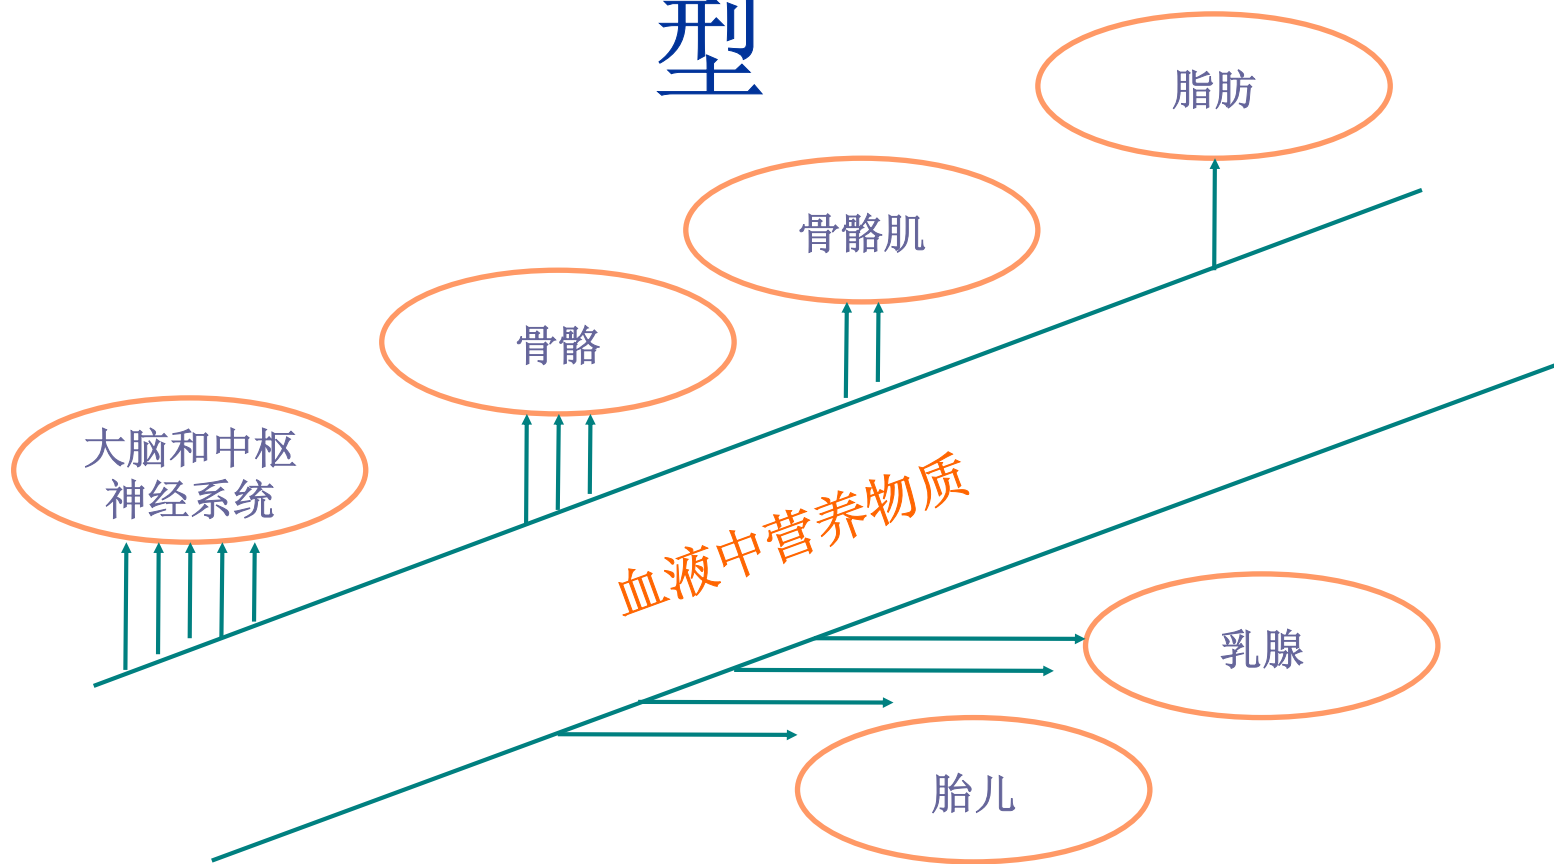 型
脂肪
骨骼肌
骨骼
大脑和中枢
神经系统
血液中营养物质
乳腺
胎儿